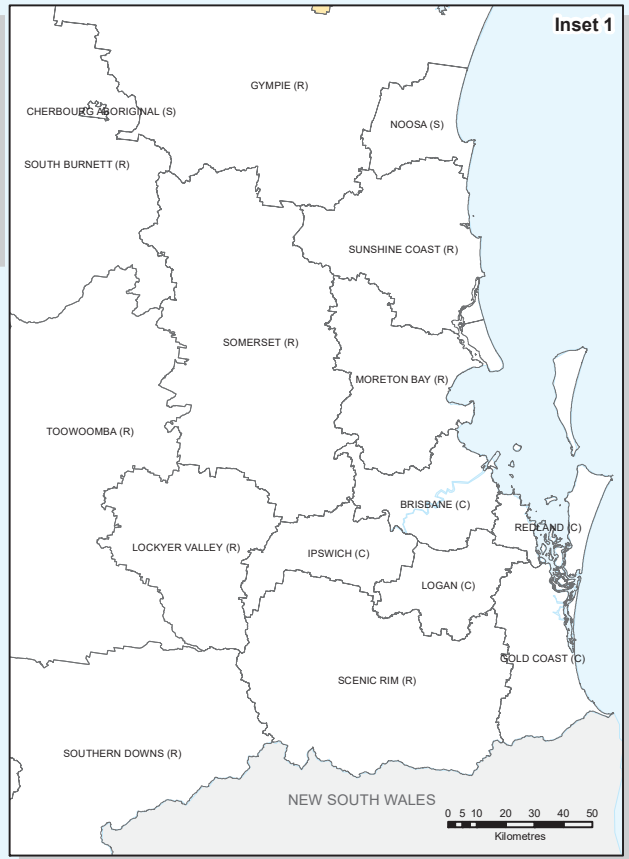 Inset 1
GYMPIE (R)
CHERBOURG ABORIGINAL (S)
NOOSA (S)
SOUTH BURNETT (R)
SUNSHINE COAST (R)
SOMERSET (R)
MORETON BAY (R)
TOOWOOMBA (R)
BRISBANE (C)
REDLAND (C)
LOCKYER VALLEY (R)
IPSWICH (C)
LOGAN (C)
GOLD COAST (C)
SCENIC RIM (R)
SOUTHERN DOWNS (R)
NEW SOUTH WALES
0 5 10 20 30 40 50
Kilometres